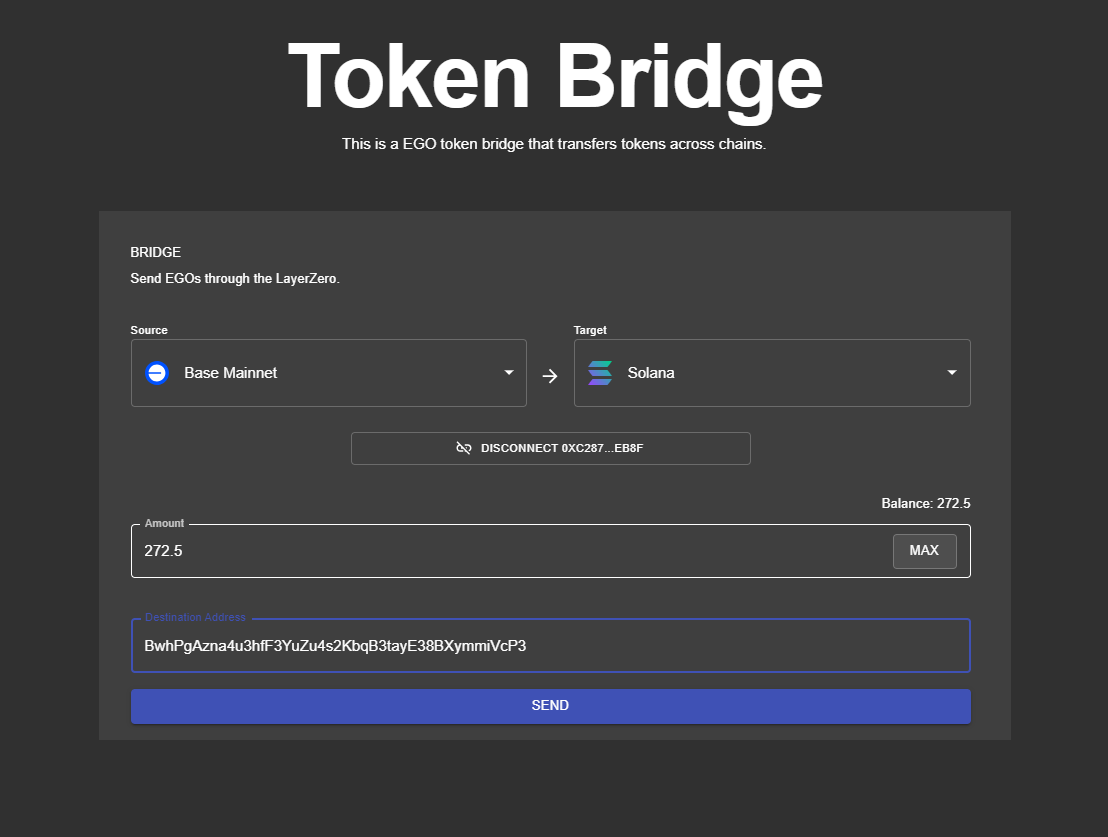 Token Bridge
This is a EGO token bridge that transfers tokens across chains.
BRIDGE
Send EGOs through the LayerZero.
Source
Target
Base Mainnet
Solana
DISCONNECT 0XC287...EB8F
Balance: 272.5
Amount
272.5
MAX
Destination Address
BwhPgAzna4u3hfF3YuZu4s2KbqB3tayE38BXymmiVcP3
SEND